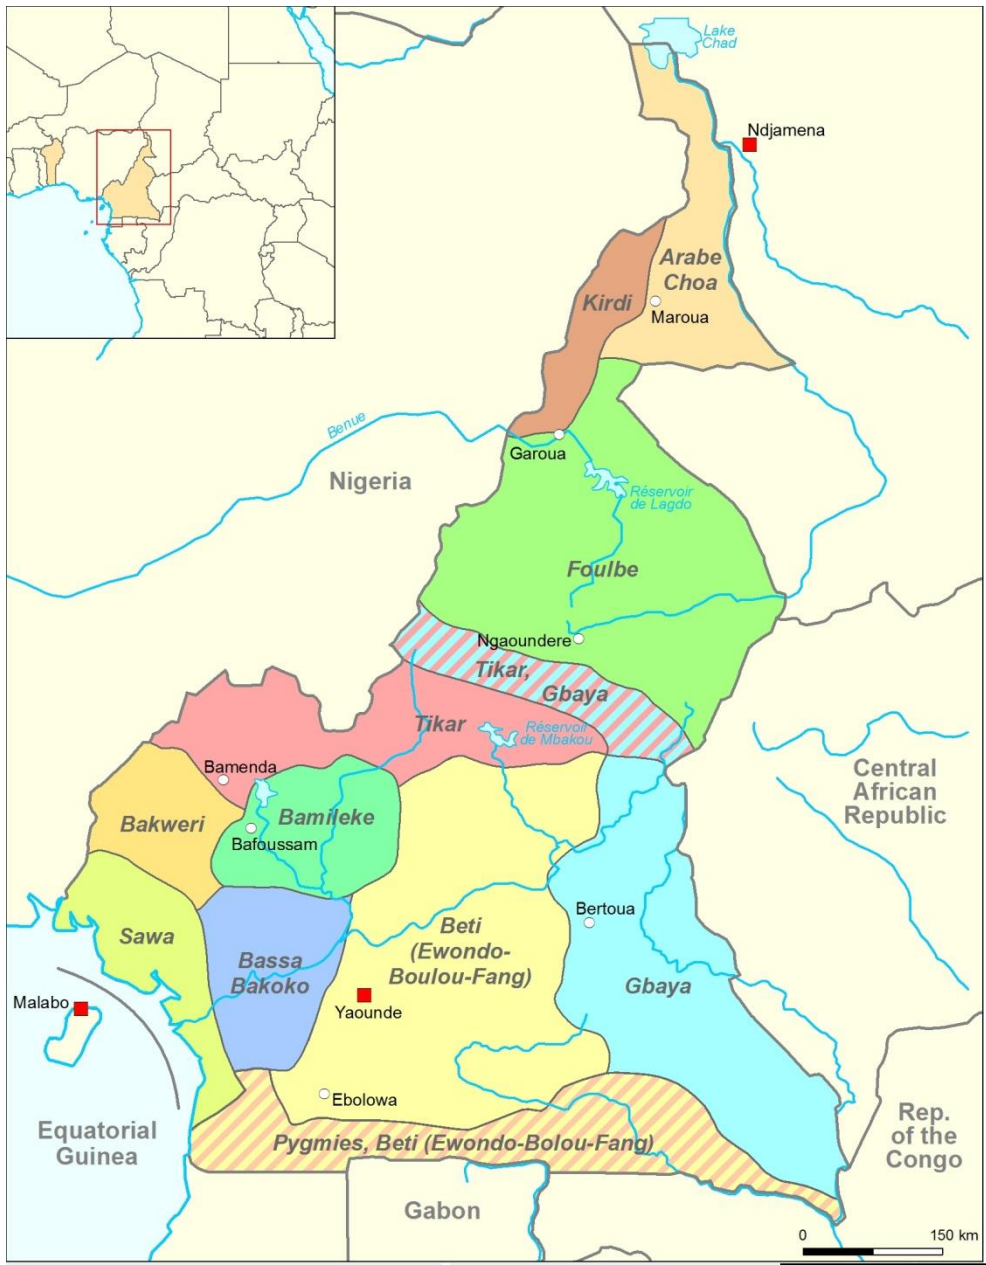 Lake
Chad
Ndjamena
Arabe
Choa
Kirdi
Maroua
Benue
Garoua
Nigeria
Réservoir
de Lagdo
Foulbe
Ngaoundere
Tikar,
Gbaya
Tikar
Réservoir
de Mbakou
Bamenda
Central
African
Republic
Bamileke
Bakweri
Bafoussam
Bertoua
Beti
(Ewondo-
Boulou-Fang)
Sawa
Bassa
Bakoko
Gbaya
Malabo
Yaounde
Ebolowa
Equatorial
Guinea
Pygmies, Beti (Ewondo-Bolou-Fang)
Rep.
of the
Congo
Gabon
0 150 km